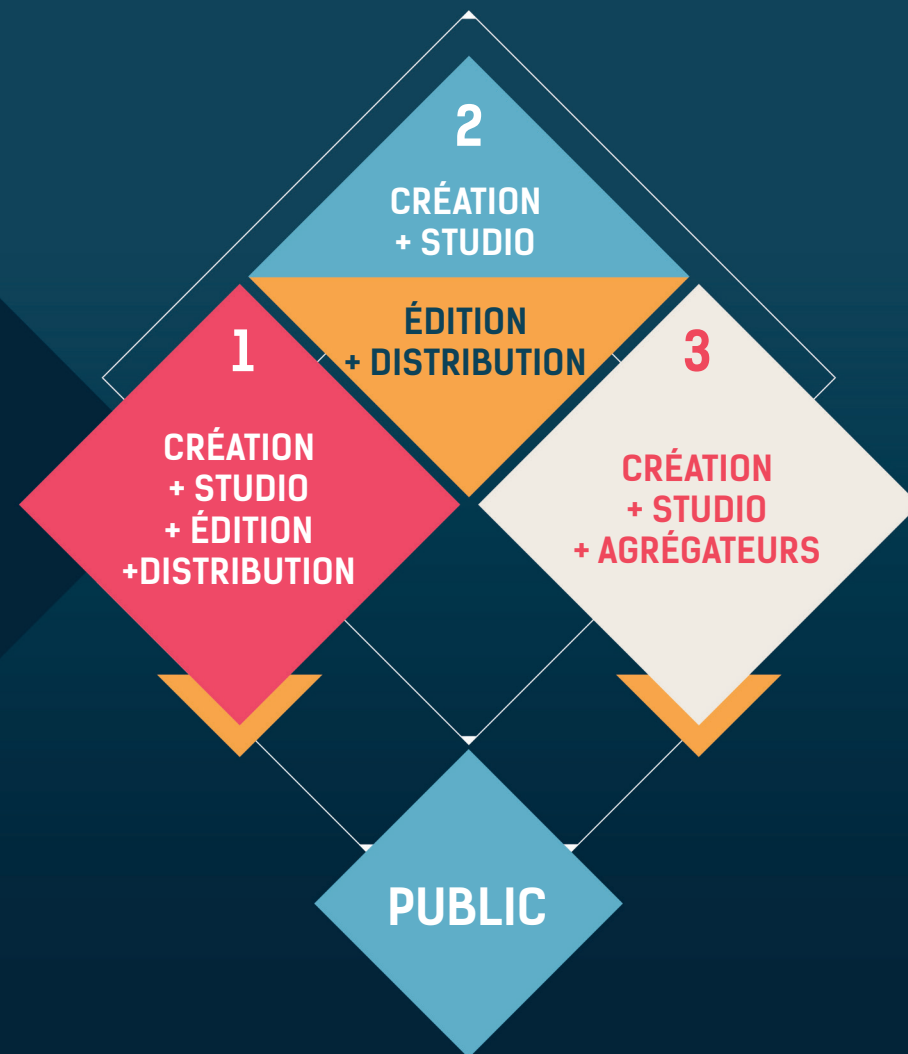 2
CRÉATION
+ STUDIO
ÉDITION
+ DISTRIBUTION
1
CRÉATION
+ STUDIO
+ ÉDITION
+DISTRIBUTION
3
CRÉATION
+ STUDIO
+ AGRÉGATEURS
PUBLIC